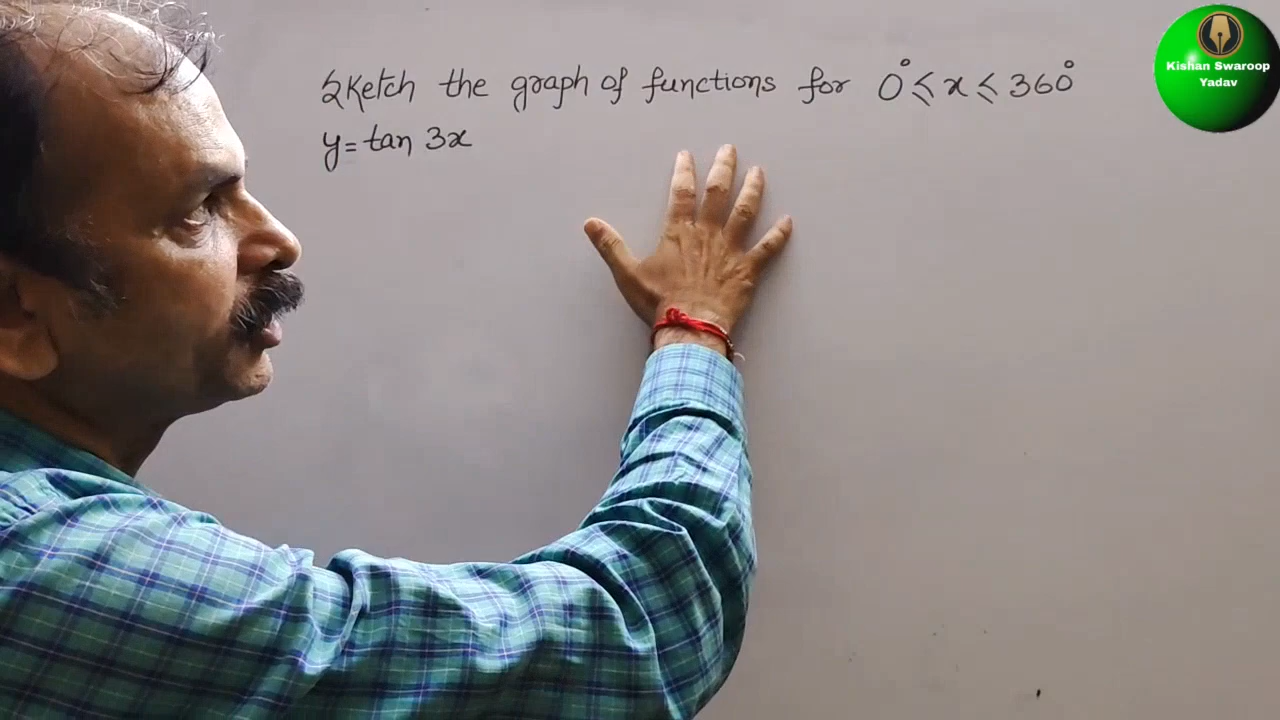 Sketch the graph of functions for 0° ≤ x ≤ 360°
y = tan 3x
Kishan Swaroop
Yadav